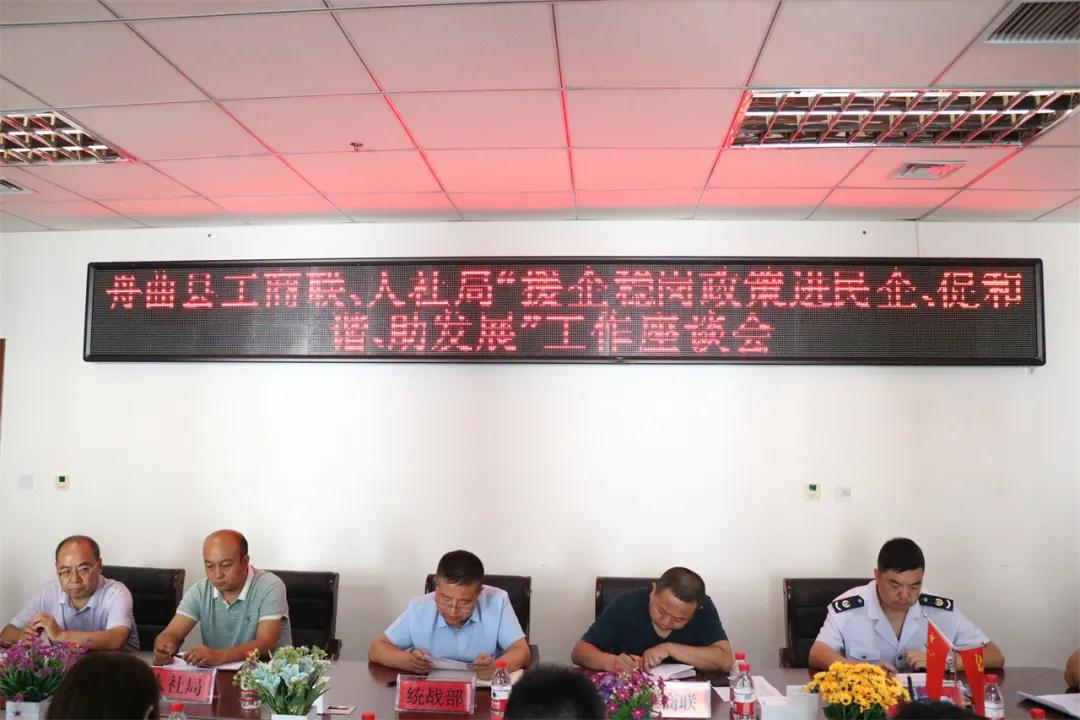 舟曲县工商联、人社局“援企稳岗政策进民企、促和
谐、助发展”工作座谈会
人社局
统战部
商联